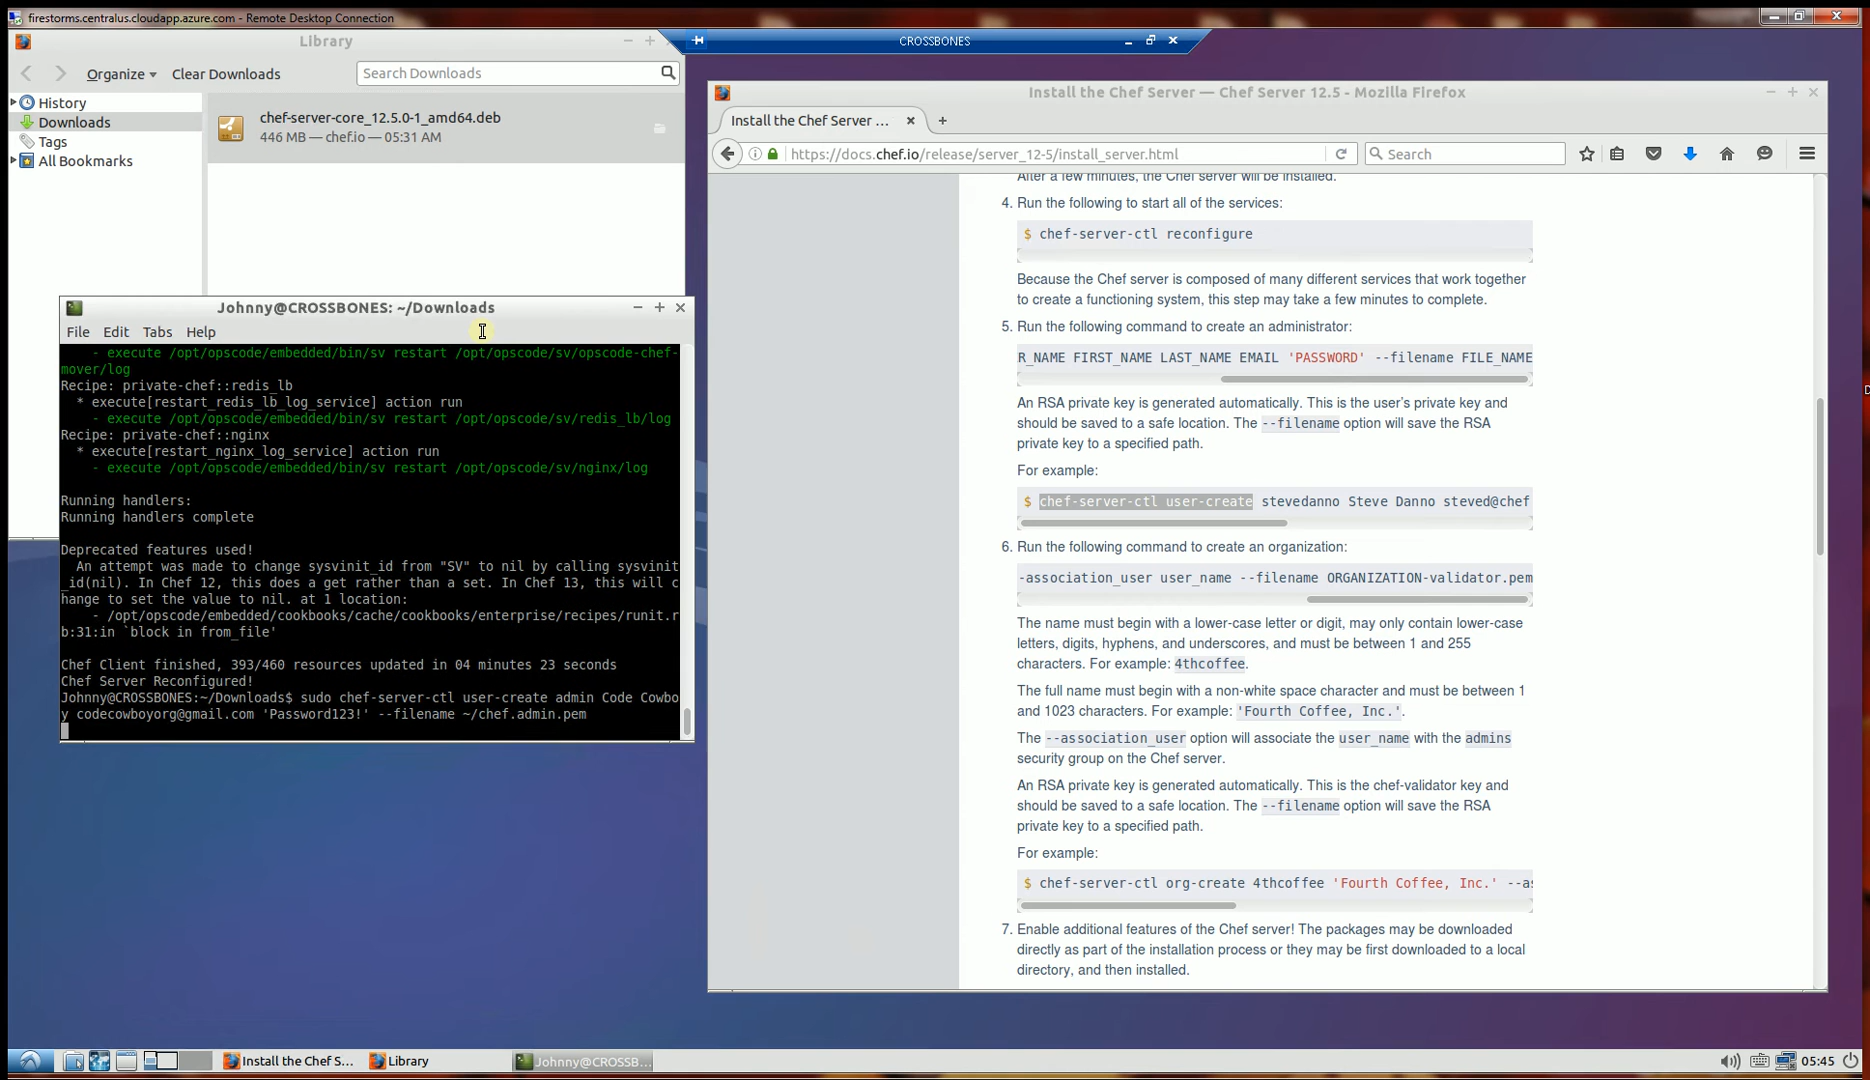 firestorms.centralus.cloudapp.azure.com - Remote Desktop Connection
Library
CROSSBONES
Organize
Clear Downloads
Search Downloads
History
Downloads
Tags
All Bookmarks
chef-server-core_12.5.0-1_amd64.deb
446 MB — chef.io — 05:31 AM
Johnny@CROSSBONES: ~/Downloads
File Edit Tabs Help
- execute /opt/opscode/embedded/bin/sv restart /opt/opscode/sv/opscode-chef-
mover/log
Recipe: private-chef::redis_lb
* execute[restart_redis_lb_log_service] action run
- execute /opt/opscode/embedded/bin/sv restart /opt/opscode/sv/redis_lb/log
Recipe: private-chef::nginx
* execute[restart_nginx_log_service] action run
- execute /opt/opscode/embedded/bin/sv restart /opt/opscode/sv/nginx/log
Running handlers:
Running handlers complete
Deprecated features used!
An attempt was made to change sysvinit_id from "SV" to nil by calling sysvinit
_id(nil). In Chef 12, this does a get rather than a set. In Chef 13, this will c
hange to set the value to nil. at 1 location:
- /opt/opscode/embedded/cookbooks/cache/cookbooks/enterprise/recipes/runit.r
b:31:in `block in from_file'
Chef Client finished, 393/460 resources updated in 04 minutes 23 seconds
Chef Server Reconfigured!
Johnny@CROSSBONES:~/Downloads$ sudo chef-server-ctl user-create admin Code Cowbo
y codecowboyorg@gmail.com 'Password123!' --filename ~/chef.admin.pem
Install the Chef Server — Chef Server 12.5 - Mozilla Firefox
Install the Chef Server ...
https://docs.chef.io/release/server_12-5/install_server.html
Search
After a few minutes, the Chef server will be installed.
4. Run the following to start all of the services:
$ chef-server-ctl reconfigure
Because the Chef server is composed of many different services that work together
to create a functioning system, this step may take a few minutes to complete.
5. Run the following command to create an administrator:
R_NAME FIRST_NAME LAST_NAME EMAIL 'PASSWORD' --filename FILE_NAME
An RSA private key is generated automatically. This is the user's private key and
should be saved to a safe location. The --filename option will save the RSA
private key to a specified path.
For example:
$ chef-server-ctl user-create stevedanno Steve Danno steved@chef
6. Run the following command to create an organization:
-association_user user_name --filename ORGANIZATION-validator.pem
The name must begin with a lower-case letter or digit, may only contain lower-case
letters, digits, hyphens, and underscores, and must be between 1 and 255
characters. For example: 4thcoffee.
The full name must begin with a non-white space character and must be between 1
and 1023 characters. For example: 'Fourth Coffee, Inc.'.
The --association_user option will associate the user_name with the admins
security group on the Chef server.
An RSA private key is generated automatically. This is the chef-validator key and
should be saved to a safe location. The --filename option will save the RSA
private key to a specified path.
For example:
$ chef-server-ctl org-create 4thcoffee 'Fourth Coffee, Inc.' --as
7. Enable additional features of the Chef server! The packages may be downloaded
directly as part of the installation process or they may be first downloaded to a local
directory, and then installed.
Install the Chef S...
Library
Johnny@CROSSB...
05:45